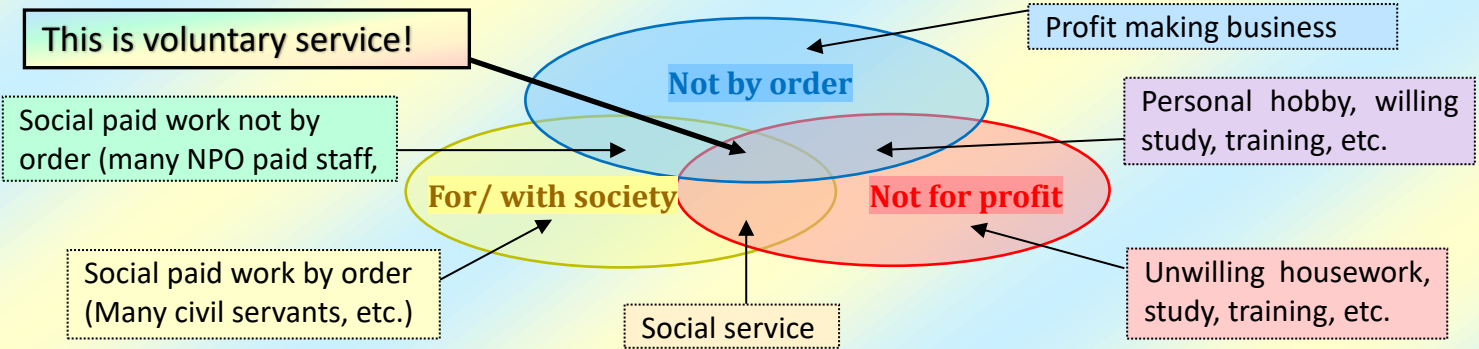 This is voluntary service!
Profit making business
Not by order
Social paid work not by
order (many NPO paid staff,
Personal hobby, willing
study, training, etc.
For/ with society
Not for profit
Social paid work by order
(Many civil servants, etc.)
Social service
Unwilling housework,
study, training, etc.